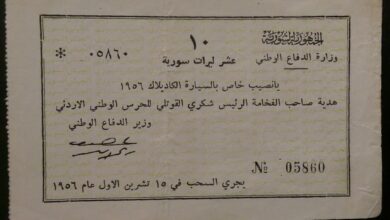 الجمهورية السورية
وزارة الدفاع الوطني
١٠
عشر ليرات سورية
* ٠٥٨٦٠
يانصيب خاص بالسيارة الكاديلاك ١٩٥٦
هدية صاحب الفخامة الرئيس شكري القوتلي للحرس الوطني الاردني
وزير الدفاع الوطني
№ 05860
يجري السحب في ١٥ تشرين الاول عام ١٩٥٦